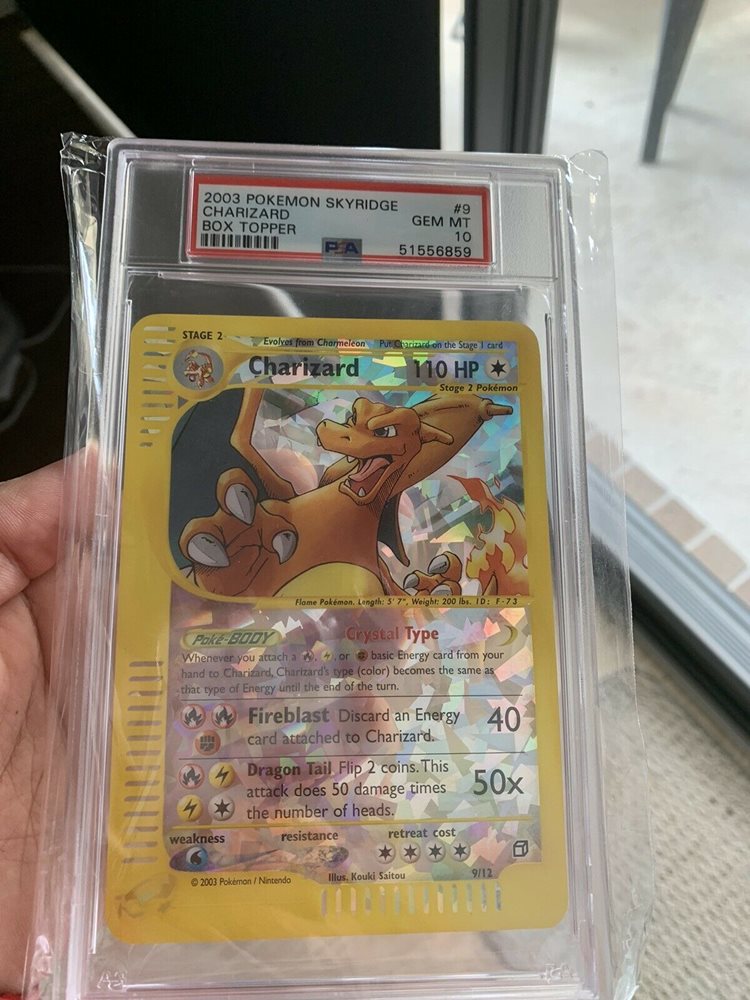 2003 POKEMON SKYRIDGE #9
CHARIZARD GEM MT
BOX TOPPER 10
PSA 51556859
STAGE 2 Evolves from Charmeleon Put Charizard on the Stage 1 card
Charizard 110 HP
Stage 2 Pokémon
Flame Pokémon. Length: 5' 7", Weight: 200 lbs. ID: F-73
Poké-BODY Crystal Type
Whenever you attach a , , or basic Energy card from your
hand to Charizard, Charizard's type (color) becomes the same as
that type of Energy until the end of the turn.
Fireblast Discard an Energy 40
card attached to Charizard.
Dragon Tail Flip 2 coins. This
attack does 50 damage times 50x
the number of heads.
weakness resistance retreat cost
© 2003 Pokémon / Nintendo Illus. Kouki Saitou 9/12